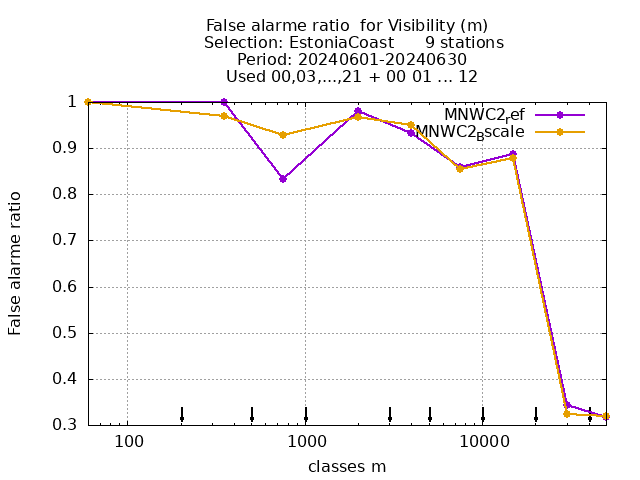 False alarme ratio  for Visibility (m)
Selection: EstoniaCoast      9 stations
Period: 20240601-20240630
Used 00,03,...,21 + 00 01 ... 12
MNWC2ref
MNWC2Bscale
1
0.9
0.8
0.7
0.6
0.5
0.4
0.3
False alarme ratio
100 1000 10000
classes m